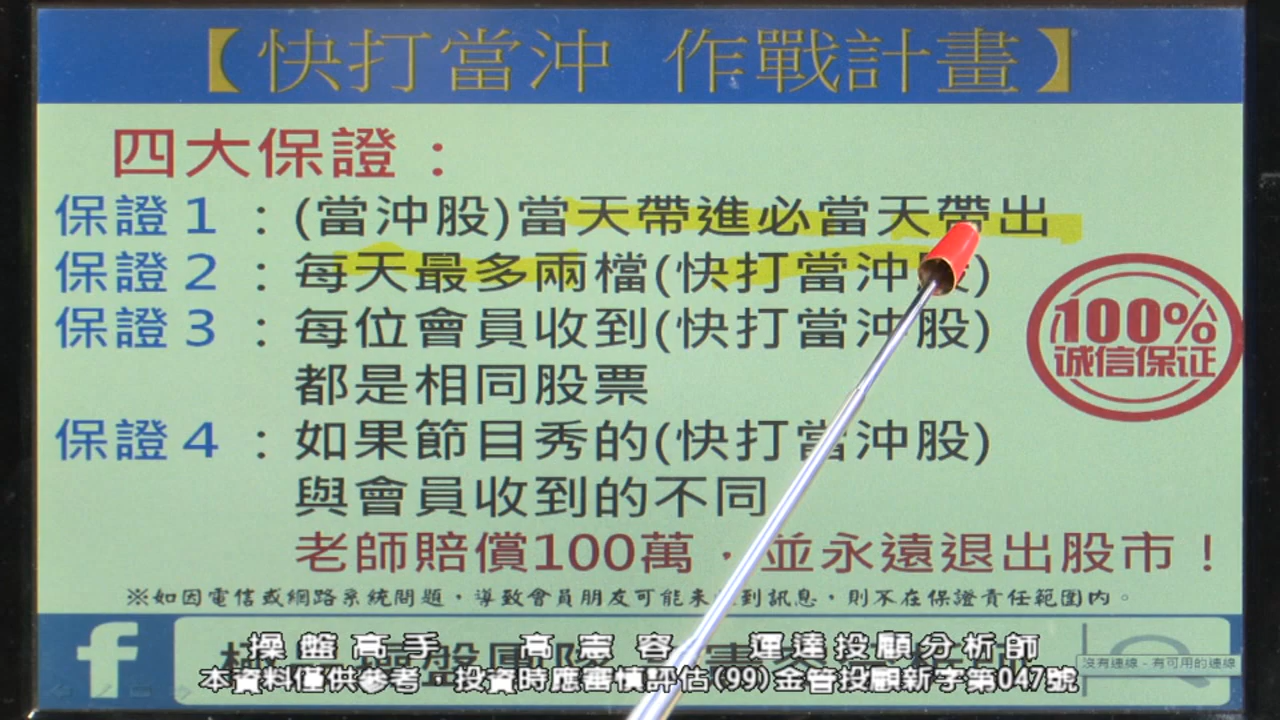 【快打當沖 作戰計畫】
四大保證：
保證1：(當沖股)當天帶進必當天帶出
保證2：每天最多兩檔(快打當沖股)
保證3：每位會員收到(快打當沖股)
都是相同股票
100%
诚信保证
保證4：如果節目秀的(快打當沖股)
與會員收到的不同
老師賠償100萬，並永遠退出股市！
※如因電信或網路系統問題，導致會員朋友可能未收到訊息，則不在保證責任範圍內。
f
操盤高手 高憲容 運達投顧分析師
沒有連線 - 有可用的連線
本資料僅供參考 投資時應審慎評估(99)金管投顧新字第047號